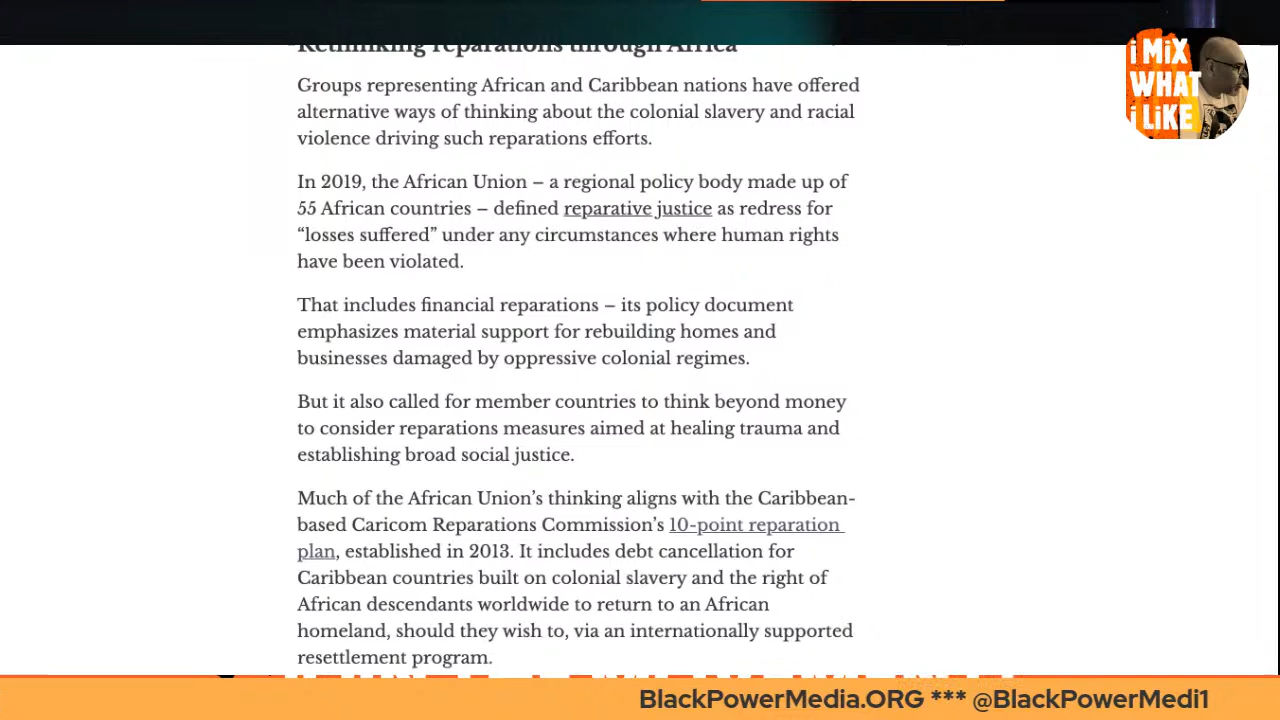 Rethinking reparations through Africa
i MiX
WHAT
i LiKE
Groups representing African and Caribbean nations have offered
alternative ways of thinking about the colonial slavery and racial
violence driving such reparations efforts.
In 2019, the African Union – a regional policy body made up of
55 African countries – defined reparative justice as redress for
“losses suffered” under any circumstances where human rights
have been violated.
That includes financial reparations – its policy document
emphasizes material support for rebuilding homes and
businesses damaged by oppressive colonial regimes.
But it also called for member countries to think beyond money
to consider reparations measures aimed at healing trauma and
establishing broad social justice.
Much of the African Union’s thinking aligns with the Caribbean-
based Caricom Reparations Commission’s 10-point reparation
plan, established in 2013. It includes debt cancellation for
Caribbean countries built on colonial slavery and the right of
African descendants worldwide to return to an African
homeland, should they wish to, via an internationally supported
resettlement program.
BlackPowerMedia.ORG *** @BlackPowerMedi1